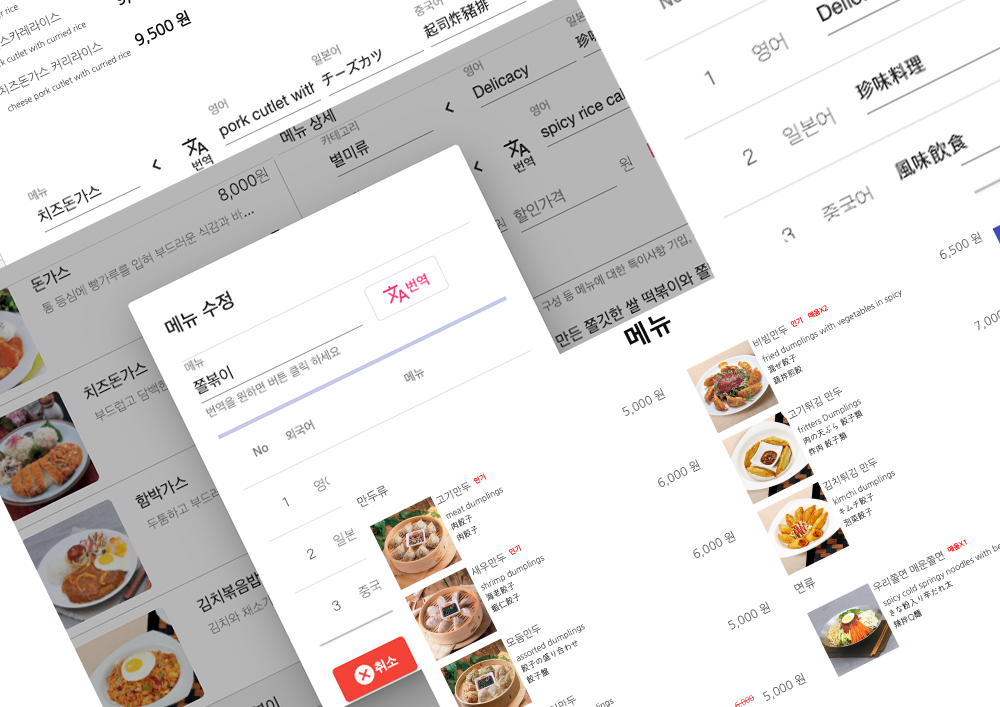 스카레라이스
k cutlet with curried rice
치즈돈가스 커리라이스
cheese pork cutlet with curried rice
9,500 원
메뉴
치즈돈가스
번역
영어
pork cutlet with
일본어
チーズカツ
중국어
起司炸豬排
메뉴 상세
카테고리
별미류
8,000원
돈가스
통 등심에 빵가루를 입혀 부드러운 식감과 바...
치즈돈가스
부드럽고 담백한
함박가스
두툼하고 부드러
김치볶음밥
김치와 채소가
영어
Delicacy
번역
영어
spicy rice ca
원
할인가격
원
구성 등 메뉴에 대한 특이사항 기입,
만든 쫄깃한 쌀 떡볶이와 쫄
메뉴 수정
번역
메뉴
쫄볶이
번역을 원하면 버튼 클릭 하세요
No
외국어
메뉴
1
2
일본
3
중국
취소
1
영어
2
일본어
珍味料理
3
중국어
風味飲食
메뉴
만두류
고기만두 인기
meat dumplings
肉餃子
肉餃子
5,000 원
새우만두 인기
shrimp dumplings
海老餃子
蝦仁餃子
6,000 원
모듬만두
assorted dumplings
餃子の盛り合わせ
餃子盤
6,000 원
5,000 원
5,000 원
비빔만두 인기 매움X2
fried dumplings with vegetables in spicy
混ぜ餃子
蔬拌煎餃
6,500 원
고기튀김 만두
fritters Dumplings
肉の天ぷら 餃子類
炸肉 餃子類
김치튀김 만두
kimchi dumplings
キムチ餃子
泡菜餃子
면류
우리쫄면 매운쫄면 매움X1
spicy cold springy noodles with be
きな粉入り辛だれ太
辣拌Q麵